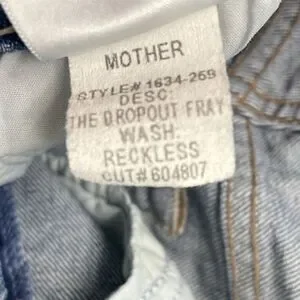 MOTHER
STYLE# 1634-259
DESC:
THE DROPOUT FRAY
WASH:
RECKLESS
CUT# 604807